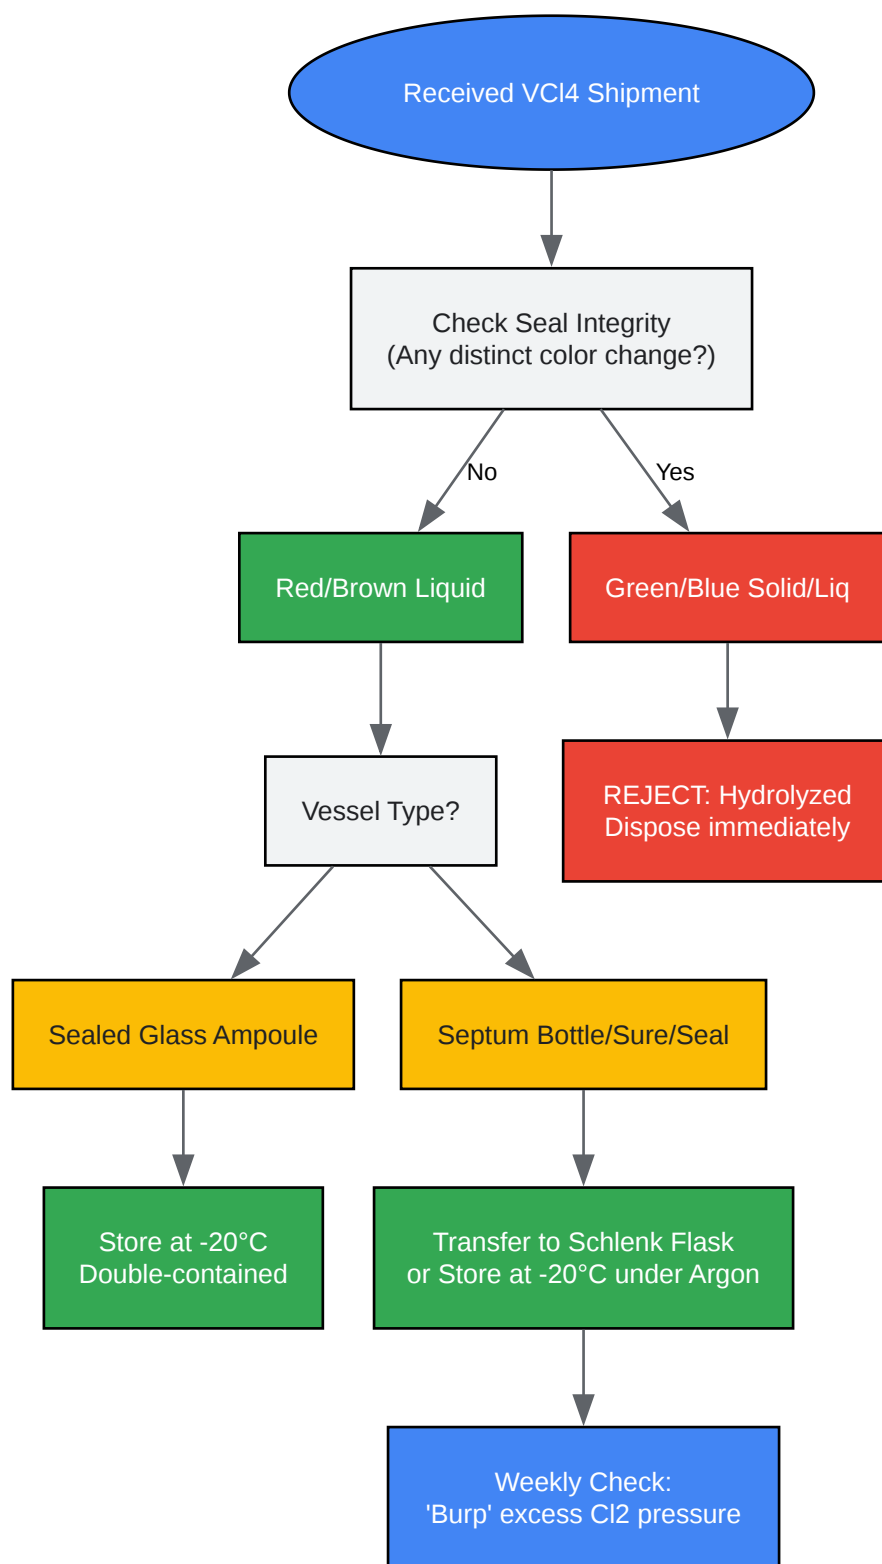 Received VCl4 Shipment
Check Seal Integrity
(Any distinct color change?)
No
Yes
Red/Brown Liquid
Green/Blue Solid/Liq
Vessel Type?
REJECT: Hydrolyzed
Dispose immediately
Sealed Glass Ampoule
Septum Bottle/Sure/Seal
Store at -20°C
Double-contained
Transfer to Schlenk Flask
or Store at -20°C under Argon
Weekly Check:
'Burp' excess Cl2 pressure